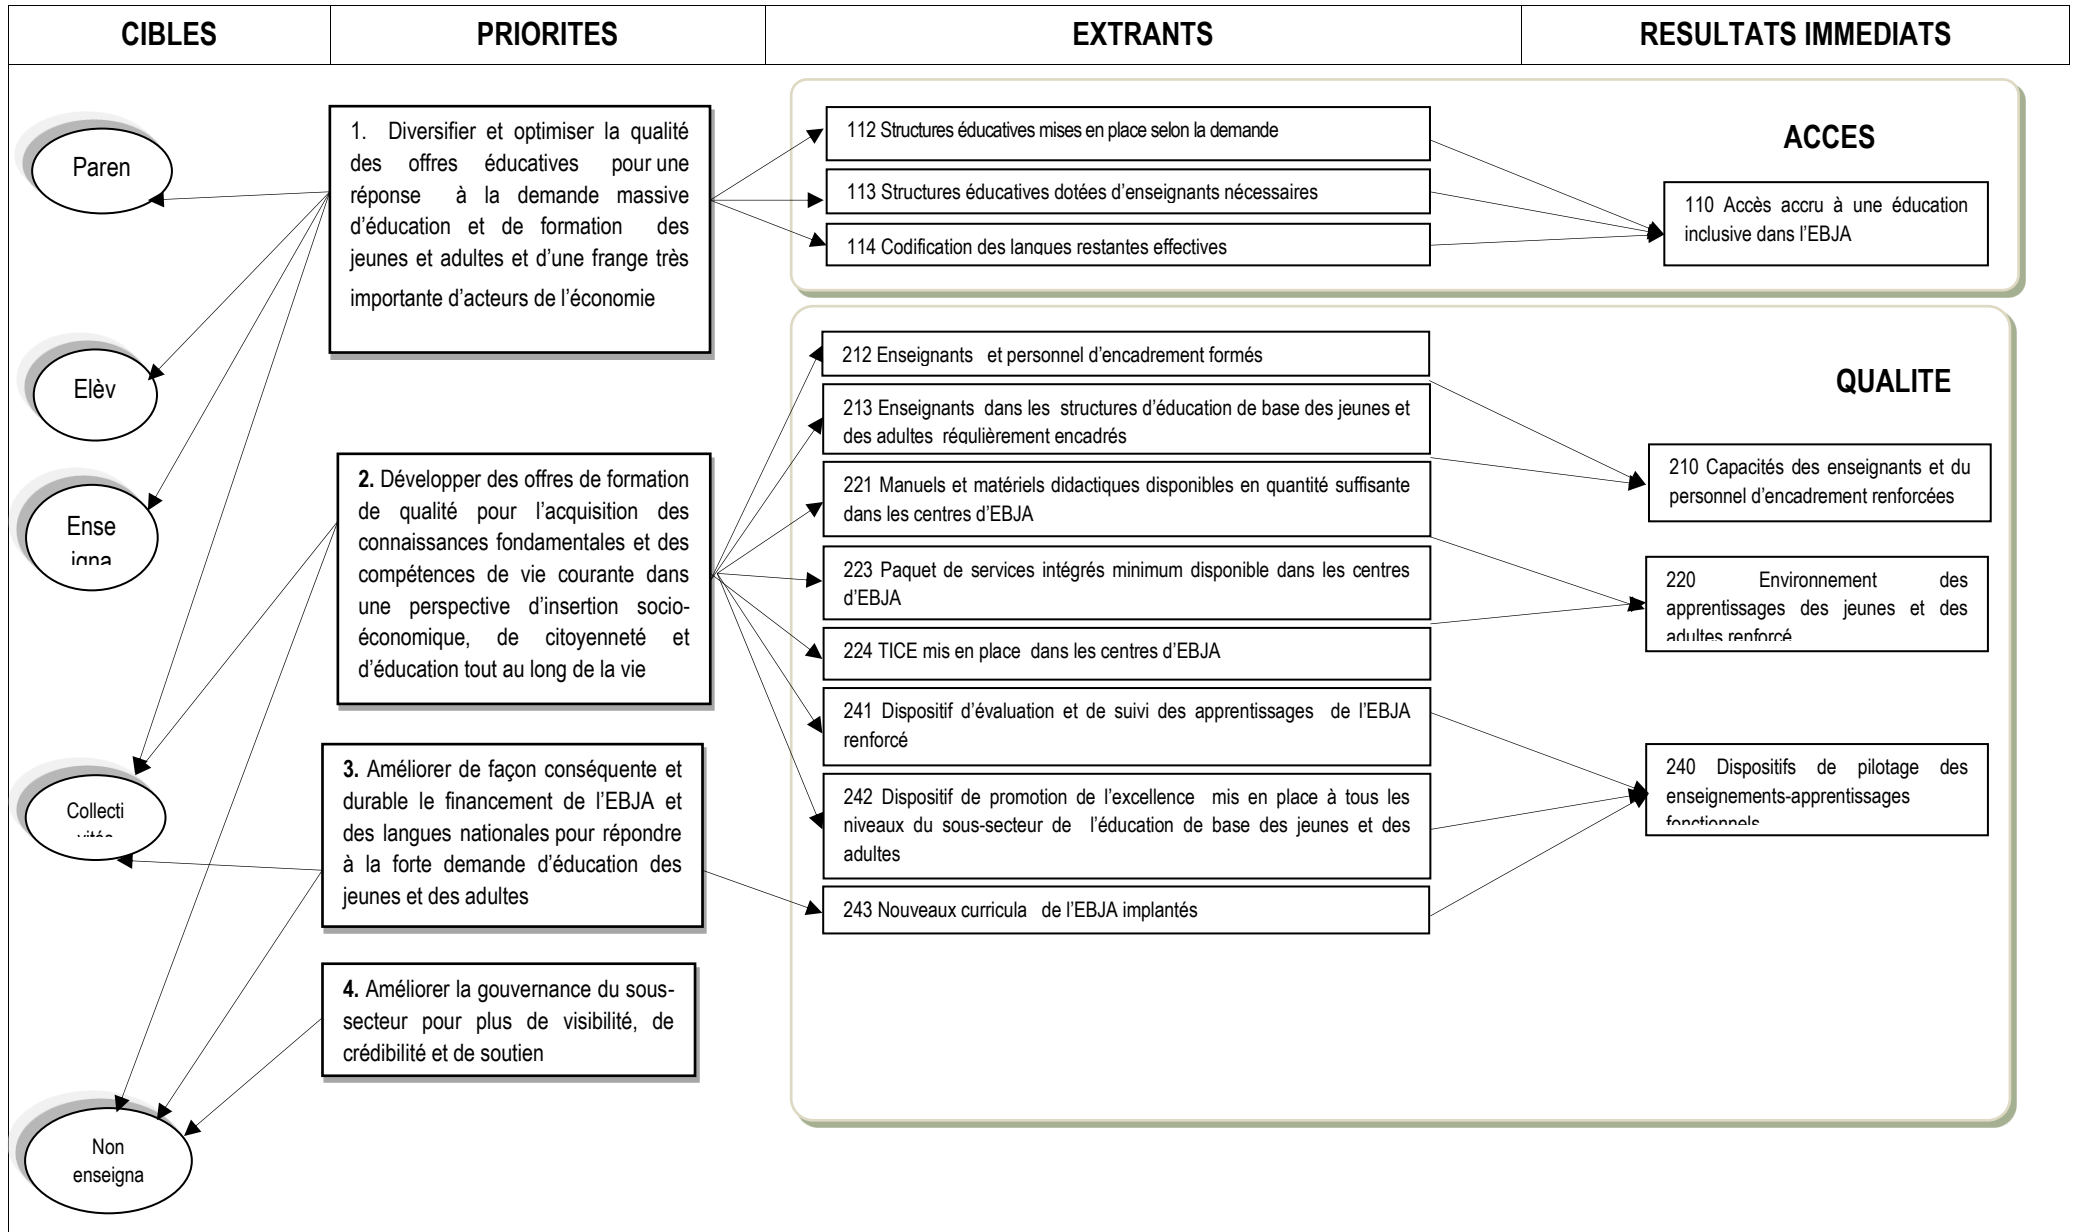 CIBLES
PRIORITES
EXTRANTS
RESULTATS IMMEDIATS
Paren
Elèv
Ense
igna
Collecti
vités
Non
enseigna
1. Diversifier et optimiser la qualité
des offres éducatives pour une
réponse à la demande massive
d’éducation et de formation des
jeunes et adultes et d’une frange très
importante d’acteurs de l’économie
2. Développer des offres de formation
de qualité pour l’acquisition des
connaissances fondamentales et des
compétences de vie courante dans
une perspective d’insertion socio-
économique, de citoyenneté et
d’éducation tout au long de la vie
3. Améliorer de façon conséquente et
durable le financement de l’EBJA et
des langues nationales pour répondre
à la forte demande d’éducation des
jeunes et des adultes
4. Améliorer la gouvernance du sous-
secteur pour plus de visibilité, de
crédibilité et de soutien
112 Structures éducatives mises en place selon la demande
113 Structures éducatives dotées d’enseignants nécessaires
114 Codification des langues restantes effectives
ACCES
110 Accès accru à une éducation
inclusive dans l’EBJA
212 Enseignants et personnel d’encadrement formés
213 Enseignants dans les structures d’éducation de base des jeunes et
des adultes régulièrement encadrés
221 Manuels et matériels didactiques disponibles en quantité suffisante
dans les centres d’EBJA
223 Paquet de services intégrés minimum disponible dans les centres
d’EBJA
224 TICE mis en place dans les centres d’EBJA
241 Dispositif d’évaluation et de suivi des apprentissages de l’EBJA
renforcé
242 Dispositif de promotion de l’excellence mis en place à tous les
niveaux du sous-secteur de l’éducation de base des jeunes et des
adultes
243 Nouveaux curricula de l’EBJA implantés
QUALITE
210 Capacités des enseignants et du
personnel d’encadrement renforcées
220 Environnement des
apprentissages des jeunes et des
adultes renforcé
240 Dispositifs de pilotage des
enseignements-apprentissages
fonctionnels